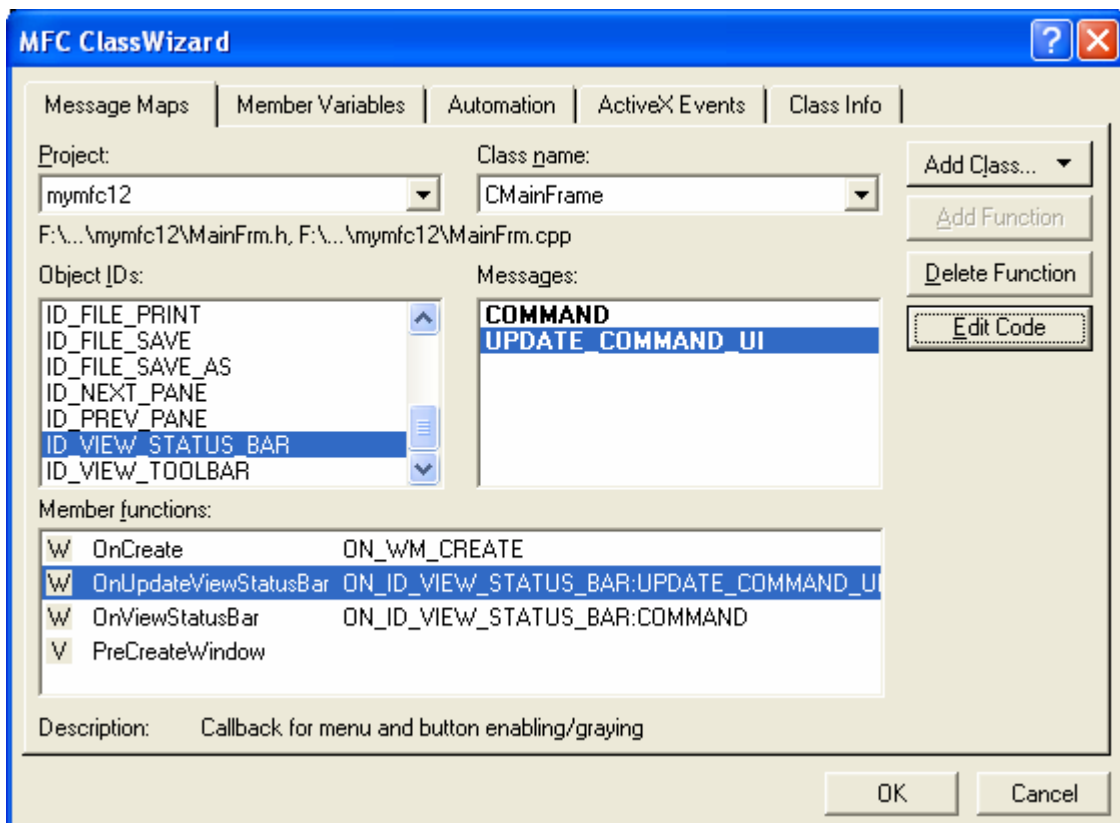 MFC ClassWizard
Message Maps
Member Variables
Automation
ActiveX Events
Class Info
Project:
Class name:
Add Class...
mymfc12
CMainFrame
Add Function
F:\...\mymfc12\MainFrm.h, F:\...\mymfc12\MainFrm.cpp
Object IDs:
Messages:
Delete Function
ID_FILE_PRINT
ID_FILE_SAVE
ID_FILE_SAVE_AS
ID_NEXT_PANE
ID_PREV_PANE
ID_VIEW_STATUS_BAR
ID_VIEW_TOOLBAR
COMMAND
UPDATE_COMMAND_UI
Edit Code
Member functions:
W OnCreate ON_WM_CREATE
W OnUpdateViewStatusBar ON_ID_VIEW_STATUS_BAR:UPDATE_COMMAND_UI
W OnViewStatusBar ON_ID_VIEW_STATUS_BAR:COMMAND
V PreCreateWindow
Description: Callback for menu and button enabling/graying
OK
Cancel